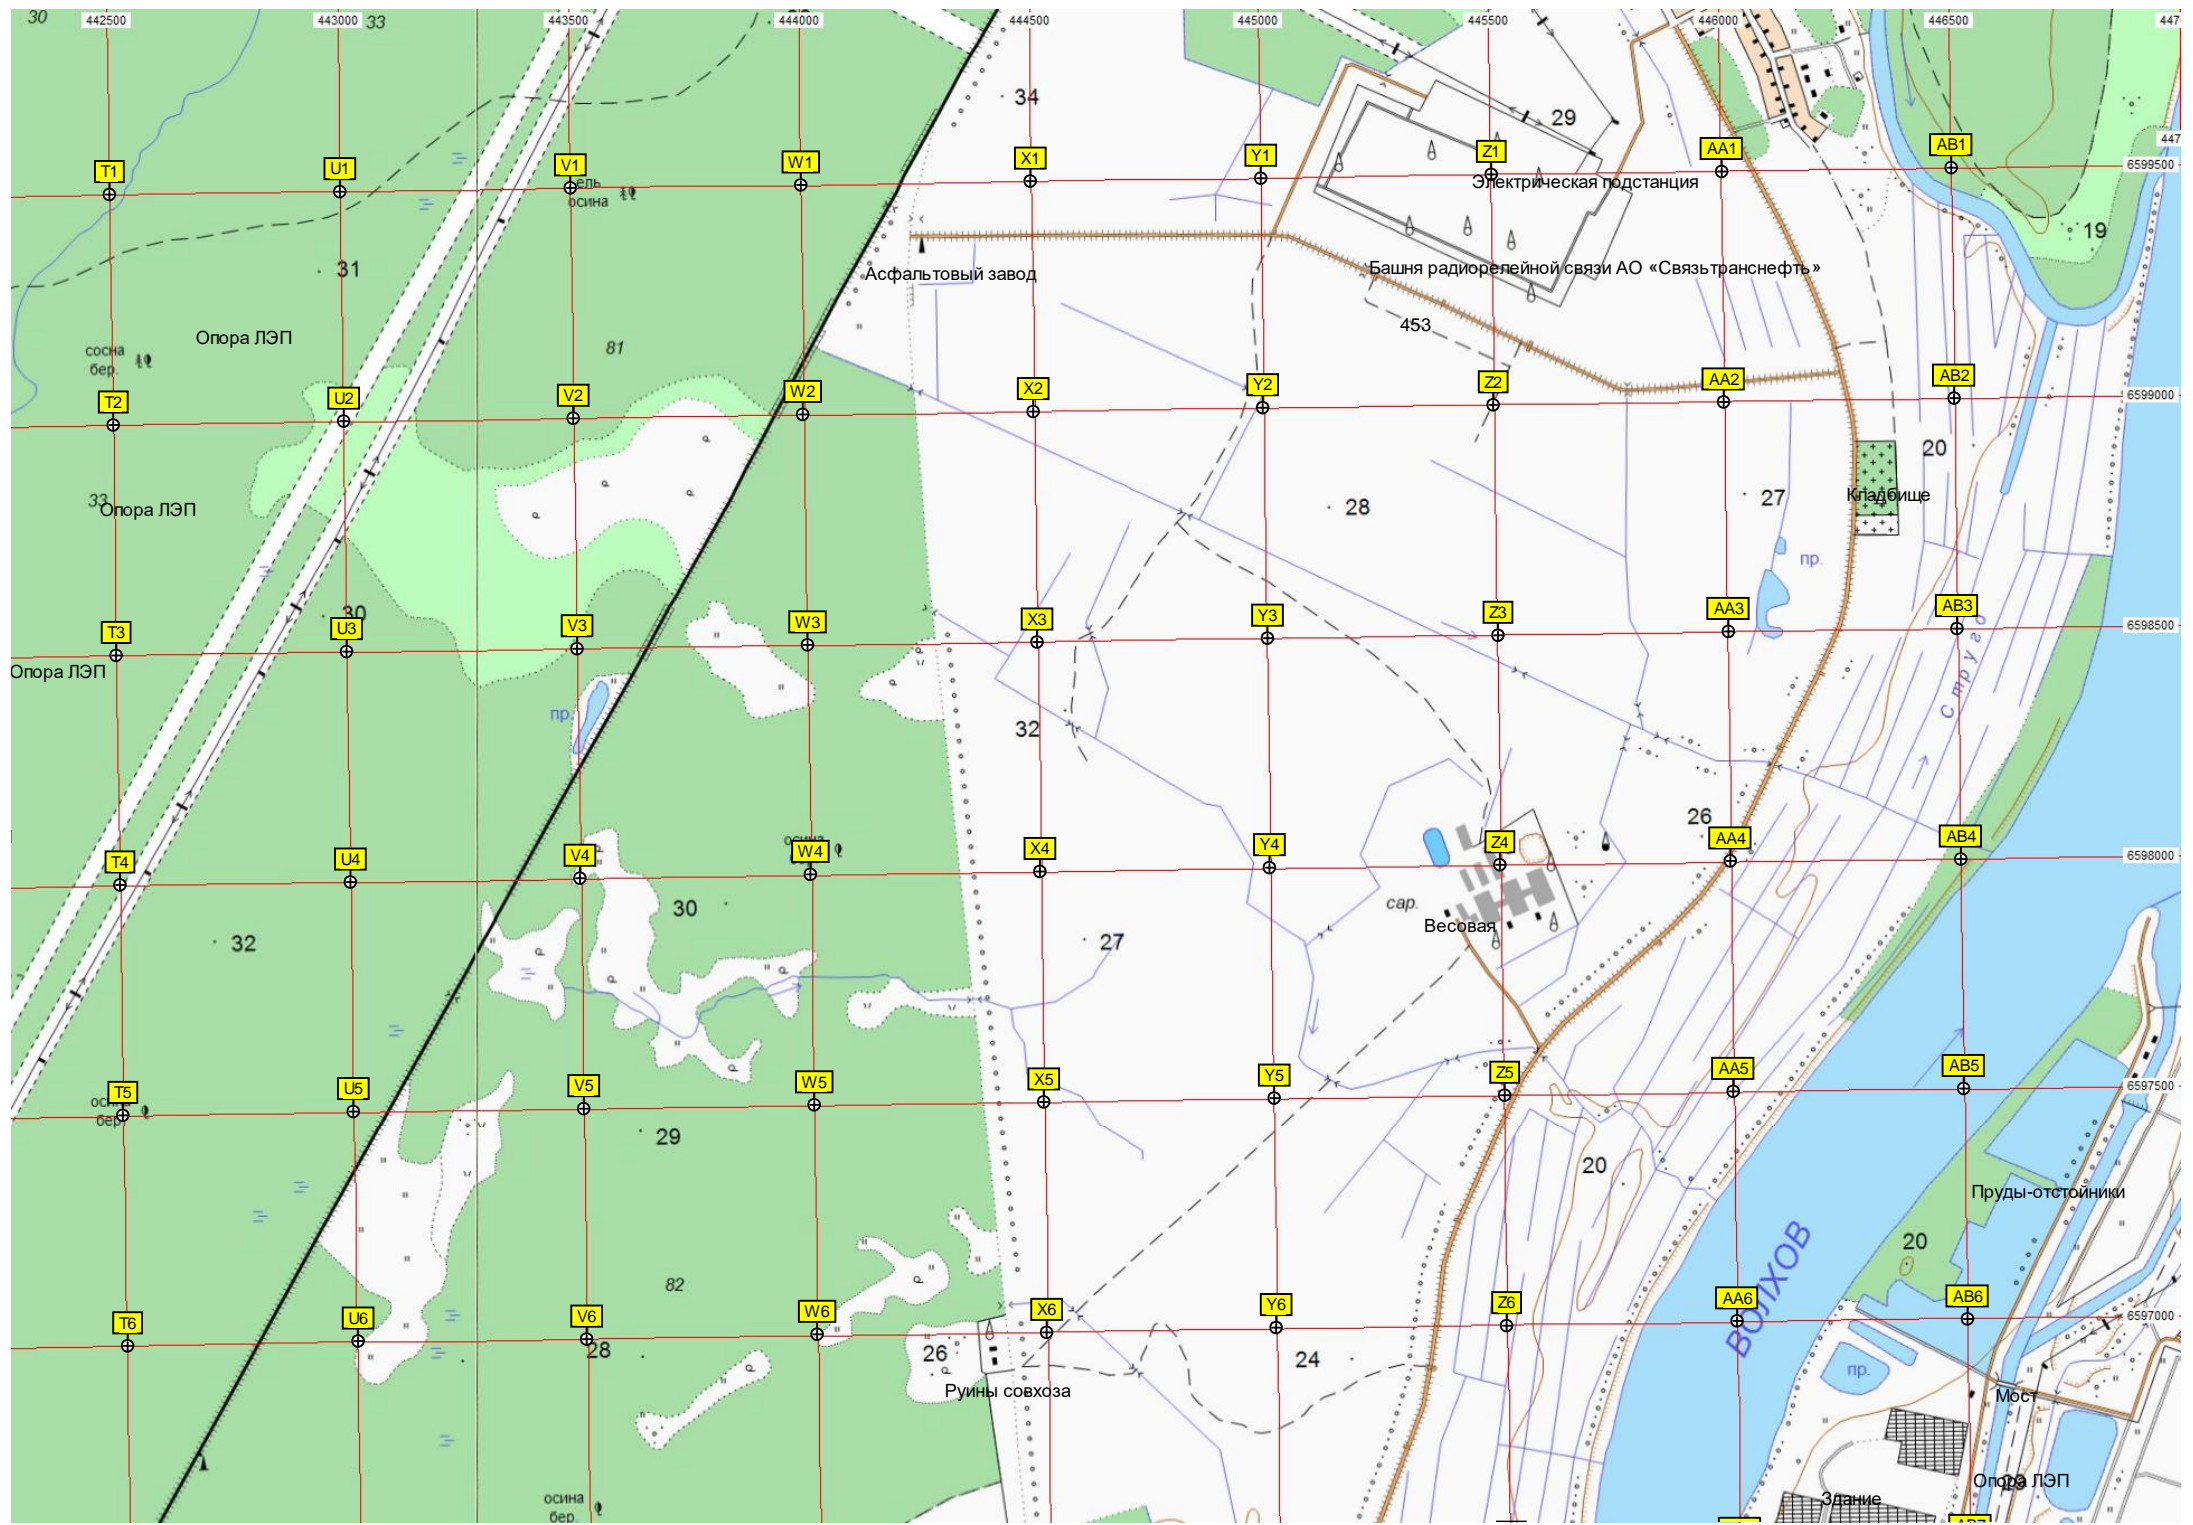 442500 443000 443500 444000 444500 445000 445500 446000 446500 447
30 33
34 29
447
T1 U1 V1 W1 X1 Y1 Z1 AA1 AB1
6599500
ель
осина
Электрическая подстанция
19
31
Асфальтовый завод
Башня радиорелейной связи АО «Связьтранснефть»
Опора ЛЭП
453
сосна
бер.
81
T2 U2 V2 W2 X2 Y2 Z2 AA2 AB2
6599000
20
33
Опора ЛЭП
28
27
Кладбище
пр.
30
T3 U3 V3 W3 X3 Y3 Z3 AA3 AB3
6598500
Опора ЛЭП
Струго
пр.
32
26
осина
T4 U4 V4 W4 X4 Y4 Z4 AA4 AB4
6598000
сар.
30
Весовая
32
27
T5 U5 V5 W5 X5 Y5 Z5 AA5 AB5
6597500
бер.
29
20
Пруды-отстойники
20
ВОЛХОВ
82
T6 U6 V6 W6 X6 Y6 Z6 AA6 AB6
6597000
28
26
24
пр.
Руины совхоза
Мост
Опора ЛЭП
осина
бер.
Здание